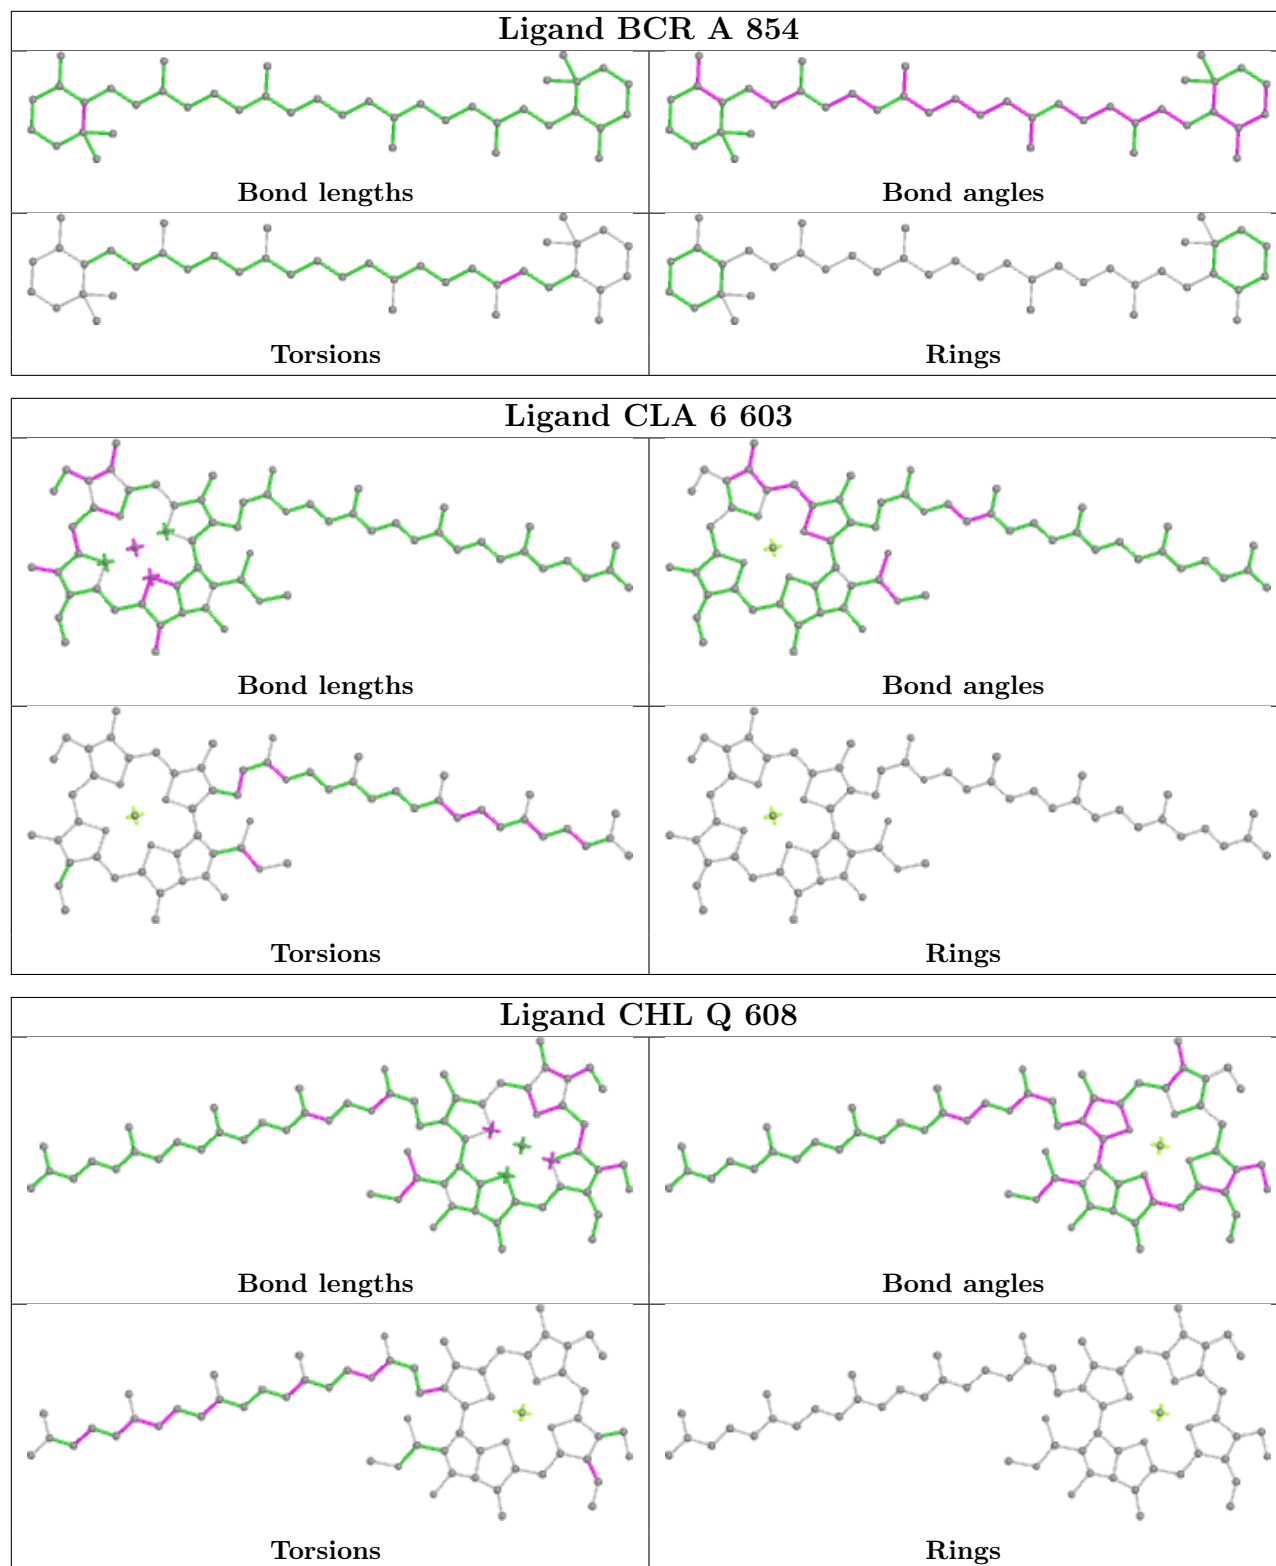 Ligand BCR A 854
Bond lengths
Bond angles
Torsions
Rings
Ligand CLA 6 603
Bond lengths
Bond angles
Torsions
Rings
Ligand CHL Q 608
Bond lengths
Bond angles
Torsions
Rings